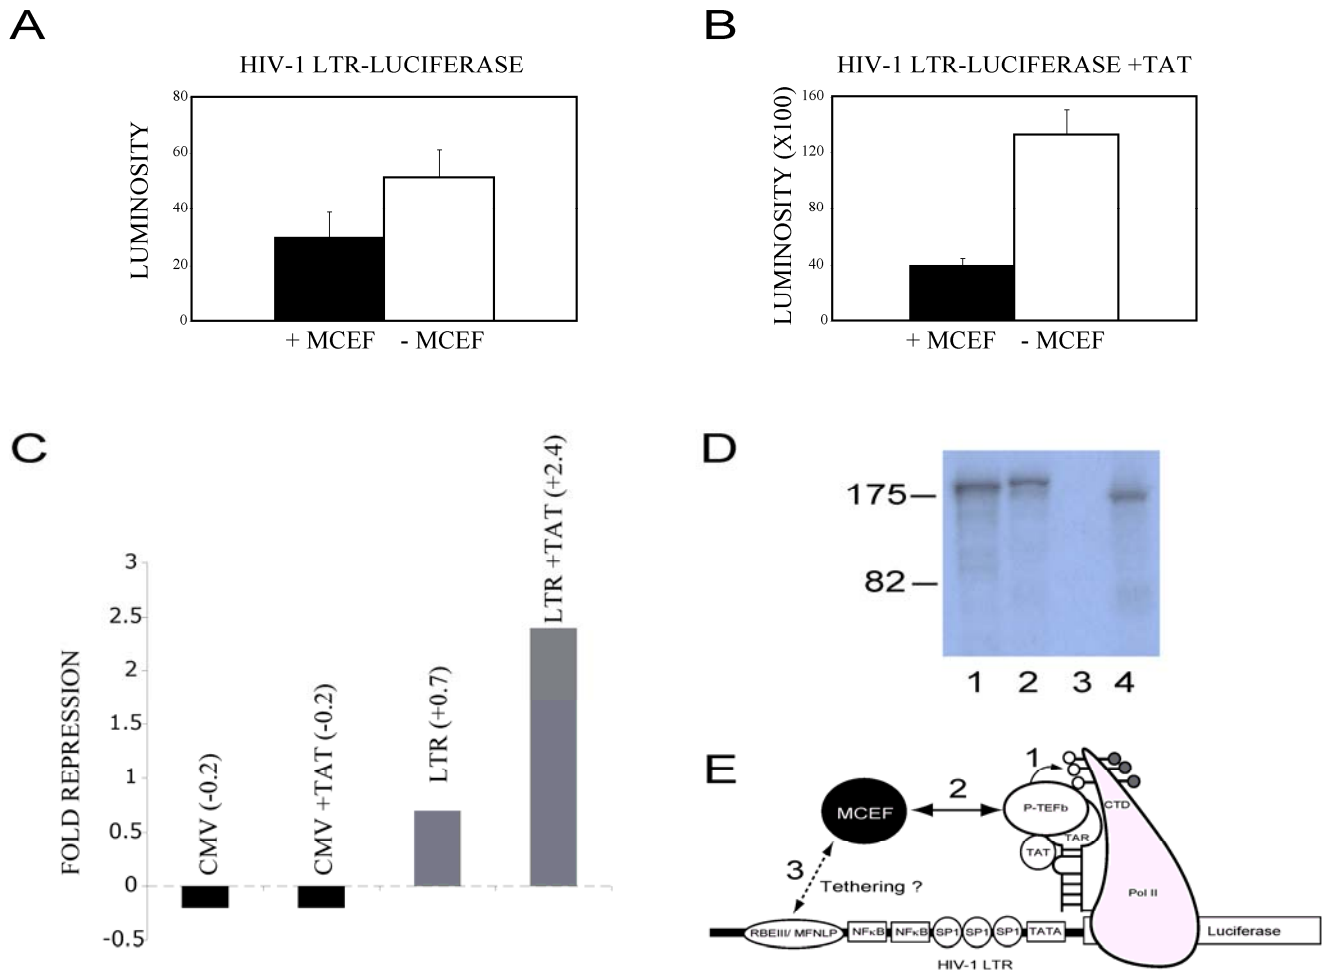 A
HIV-1 LTR-LUCIFERASE
LUMINOSITY
80
60
40
20
0
+ MCEF - MCEF
B
HIV-1 LTR-LUCIFERASE +TAT
LUMINOSITY (X100)
160
120
80
40
0
+ MCEF - MCEF
C
FOLD REPRESSION
3
2.5
2
1.5
1
0.5
0
-0.5
CMV (-0.2)
CMV +TAT (-0.2)
LTR (+0.7)
LTR +TAT (+2.4)
D
175
82
1 2 3 4
E
1
2
3
MCEF
P-TEFb
CTD
TAR
TAT
Tethering ?
Pol II
RBEIII/ MFNLP NFκB NFκB SP1 SP1 SP1 TATA Luciferase
HIV-1 LTR